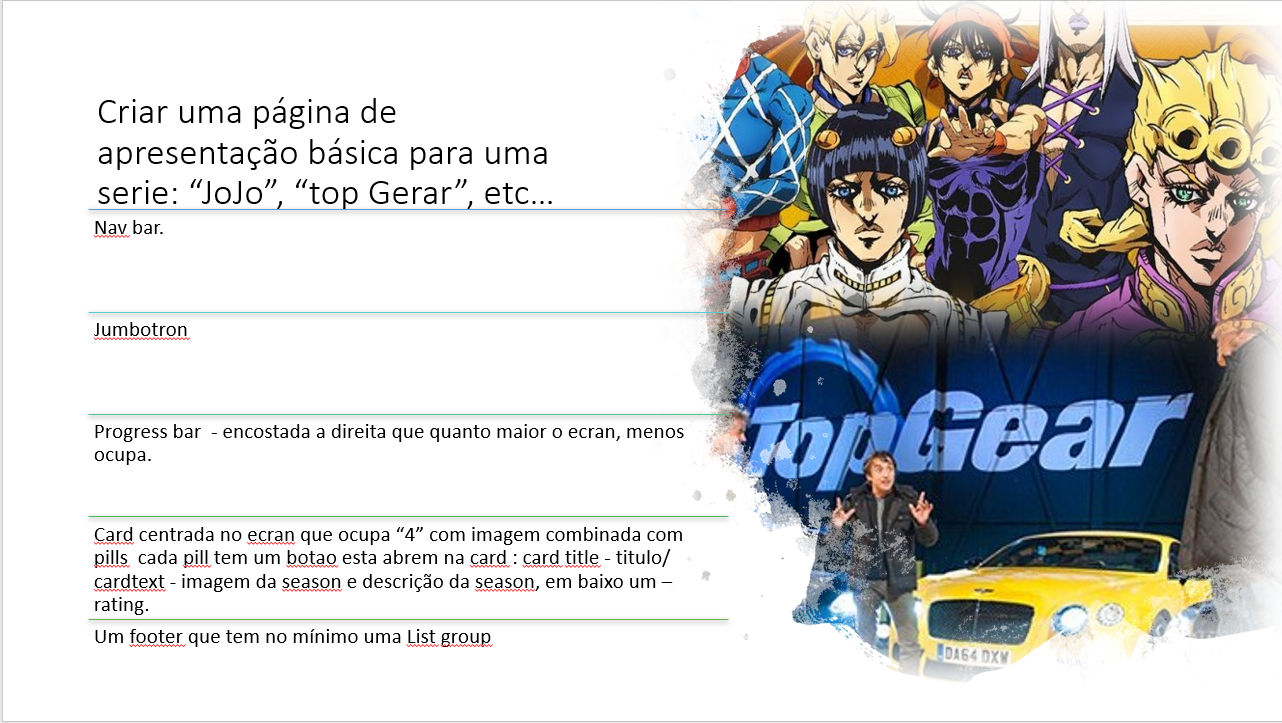 Criar uma página de
apresentação básica para uma
serie: “JoJo”, “top Gerar”, etc...
Nav bar.
Jumbotron
Progress bar  - encostada a direita que quanto maior o ecran, menos
ocupa.
Card centrada no ecran que ocupa “4” com imagem combinada com
pills  cada pill tem um botao esta abrem na card : card title - titulo/
cardtext - imagem da season e descrição da season, em baixo um –
rating.
Um footer que tem no mínimo uma List group
TopGear
DA64 DXW